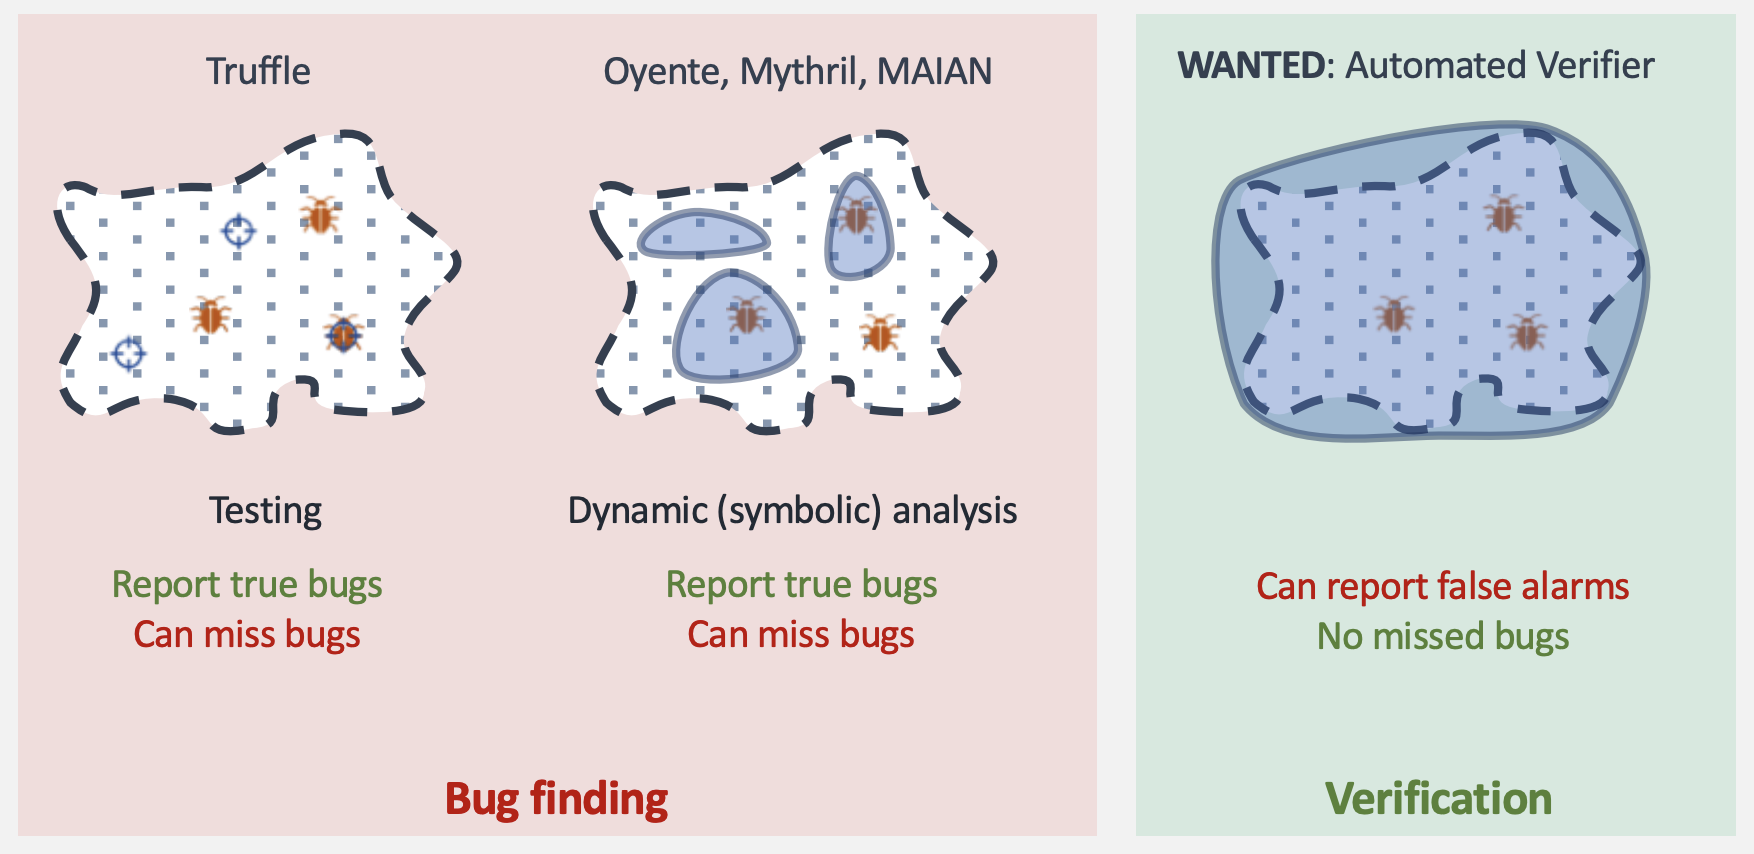 Truffle
Testing
Report true bugs
Can miss bugs
Oyente, Mythril, MAIAN
Dynamic (symbolic) analysis
Report true bugs
Can miss bugs
Bug finding
WANTED: Automated Verifier
Can report false alarms
No missed bugs
Verification